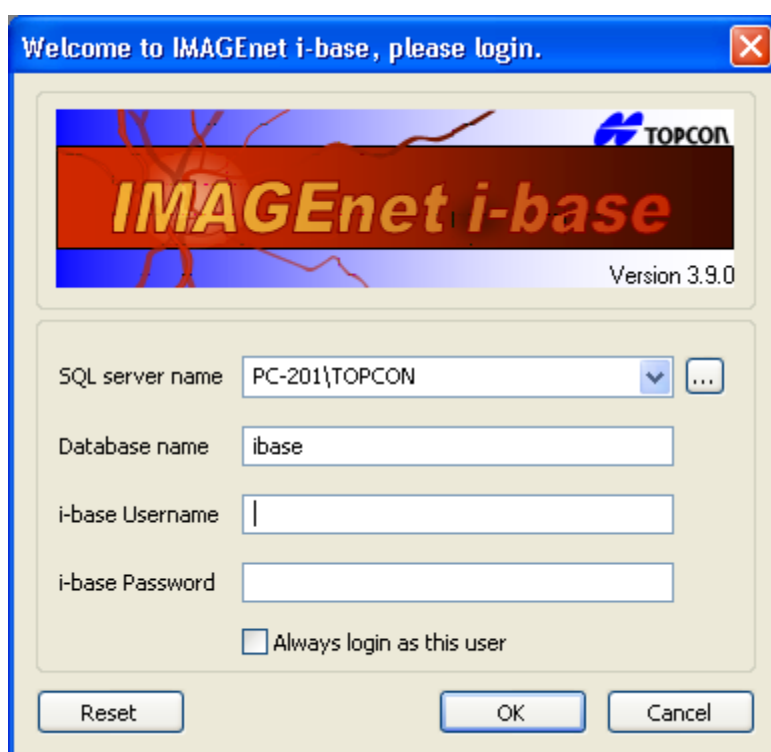 Welcome to IMAGEnet i-base, please login.
TOPCON
IMAGEnet i-base
Version 3.9.0
SQL server name PC-201\TOPCON ...
Database name ibase
i-base Username
i-base Password
Always login as this user
Reset OK Cancel